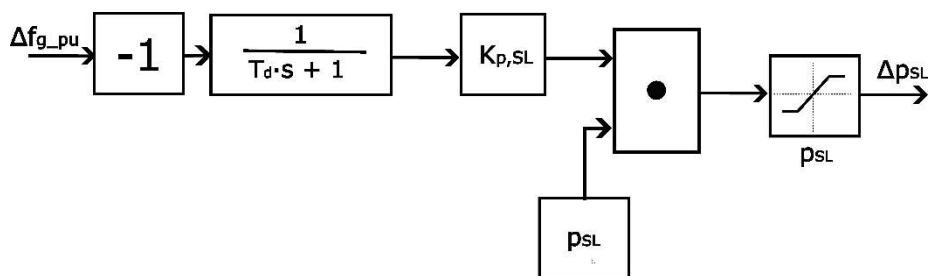 Δfg_pu
-1
1
Td·s + 1
Kp,SL
pSL
ΔpSL
pSL